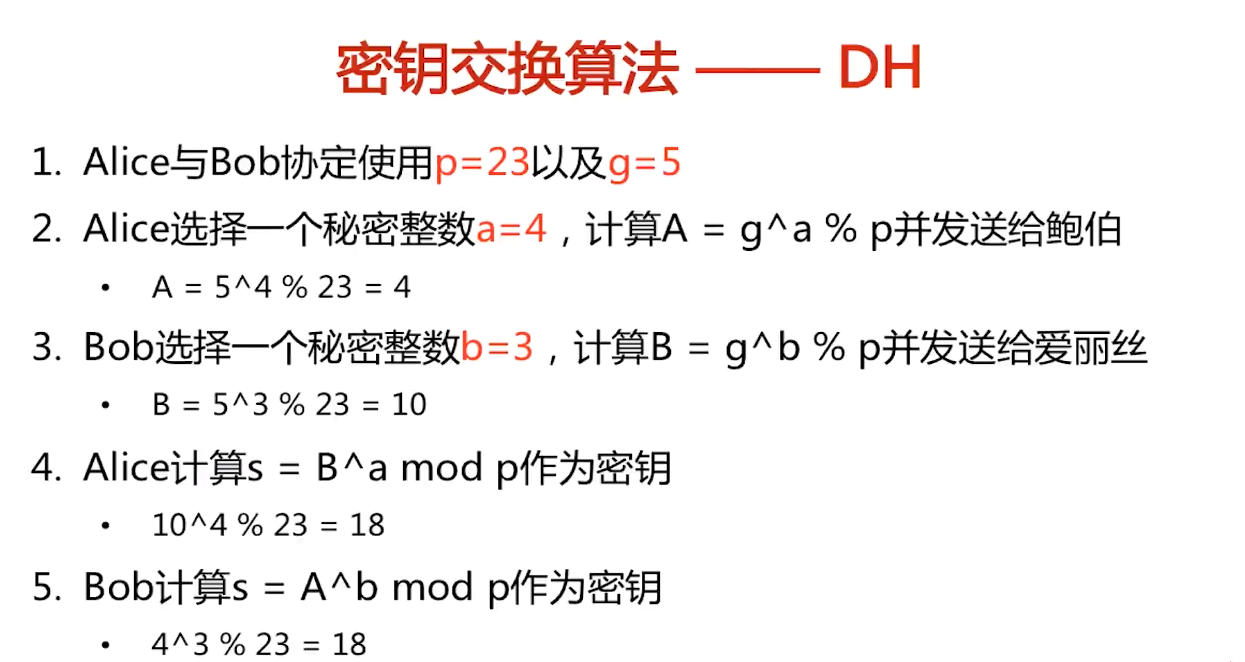 密钥交换算法 —— DH
1. Alice与Bob协定使用p=23以及g=5
2. Alice选择一个秘密整数a=4，计算A = g^a % p并发送给鲍伯
• A = 5^4 % 23 = 4
3. Bob选择一个秘密整数b=3，计算B = g^b % p并发送给爱丽丝
• B = 5^3 % 23 = 10
4. Alice计算s = B^a mod p作为密钥
• 10^4 % 23 = 18
5. Bob计算s = A^b mod p作为密钥
• 4^3 % 23 = 18